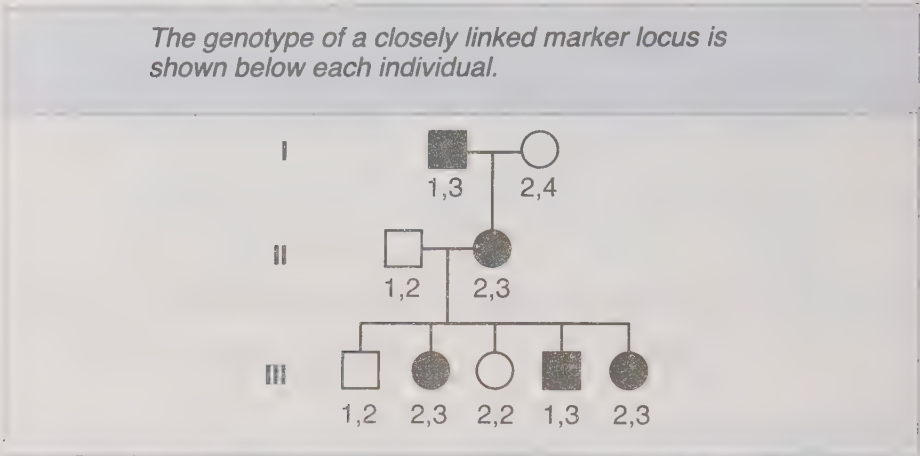 The genotype of a closely linked marker locus is
shown below each individual.
I
1,3 2,4
II
1,2 2,3
III
1,2 2,3 2,2 1,3 2,3